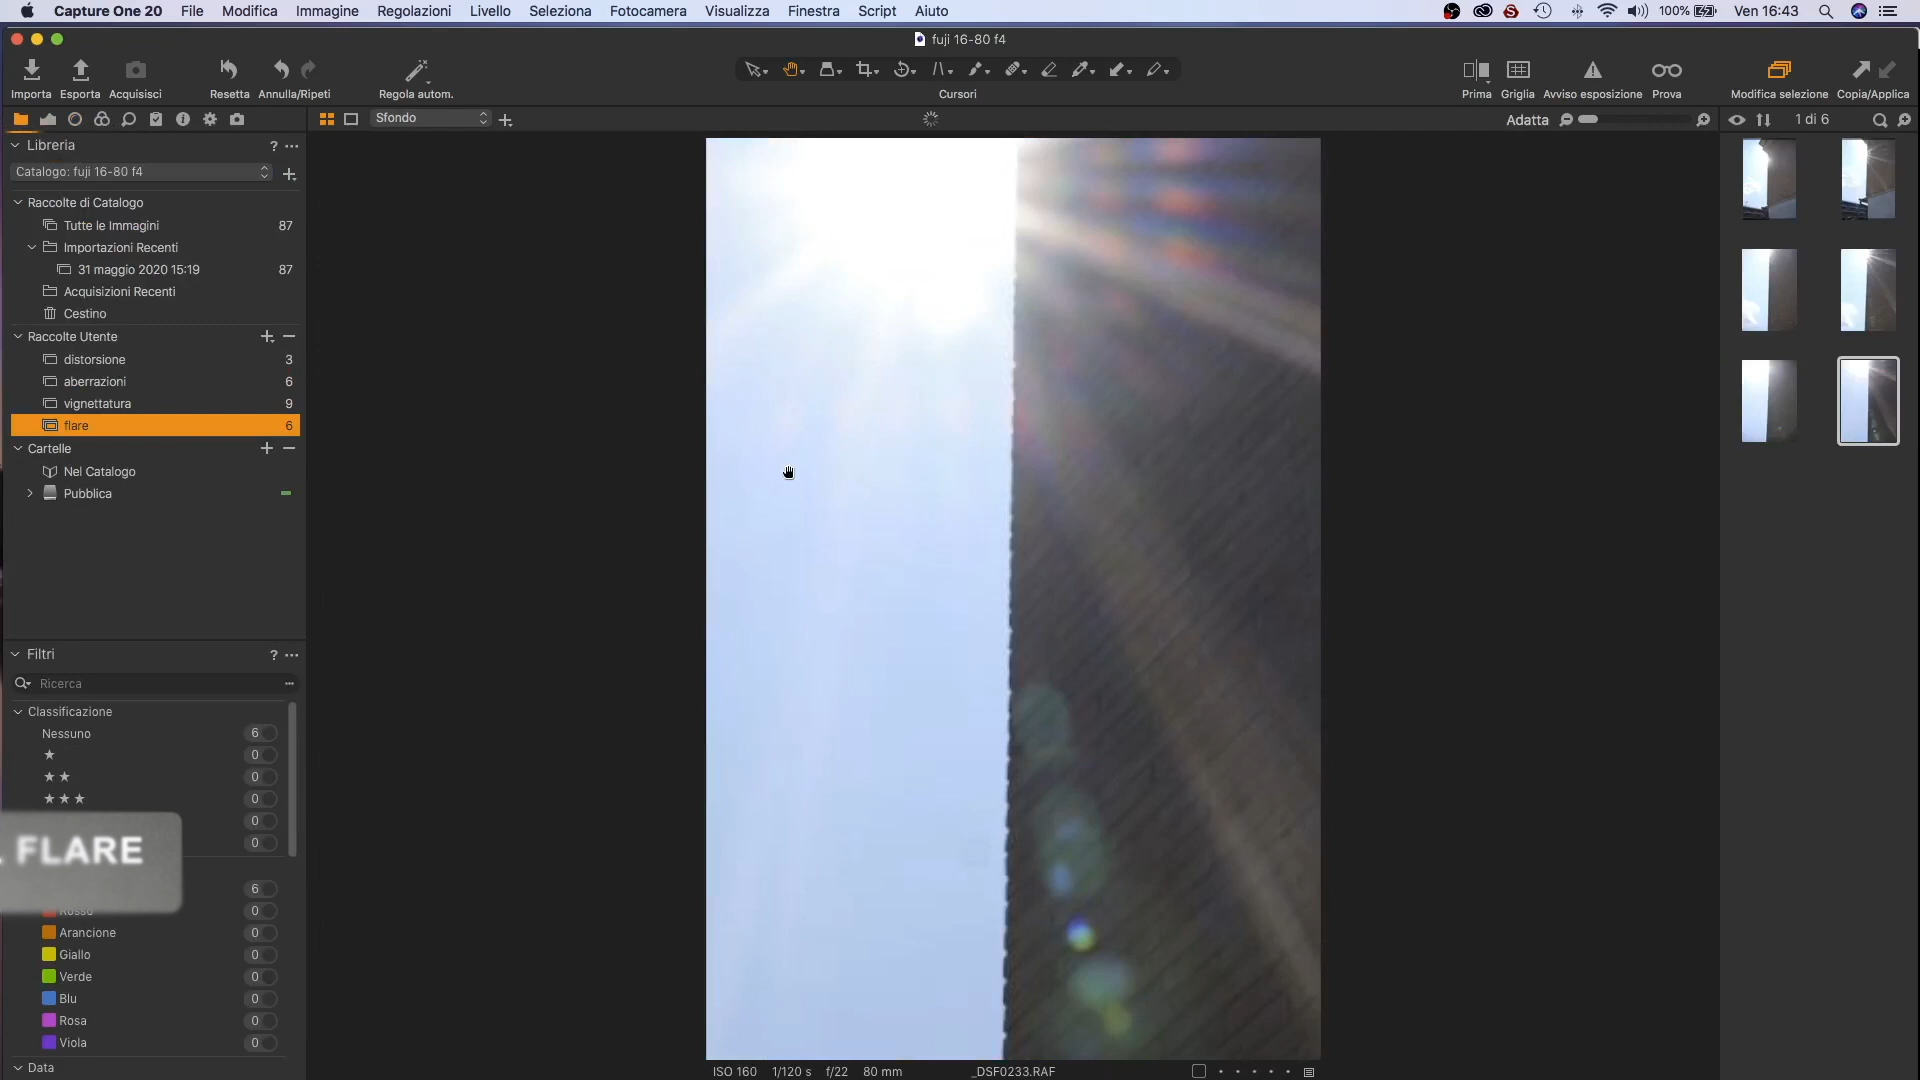 Capture One 20 File Modifica Immagine Regolazioni Livello Seleziona Fotocamera Visualizza Finestra Script Aiuto 100% Ven 16:43
fuji 16-80 f4
Importa Esporta Acquisisci Resetta Annulla/Ripeti Regola autom. Cursori Prima Griglia Avviso esposizione Prova Modifica selezione Copia/Applica
Sfondo Adatta 1 di 6
Libreria ?
Catalogo: fuji 16-80 f4
Raccolte di Catalogo
Tutte le Immagini 87
Importazioni Recenti
31 maggio 2020 15:19 87
Acquisizioni Recenti
Cestino
Raccolte Utente
distorsione 3
aberrazioni 6
vignettatura 9
flare 6
Cartelle
Nel Catalogo
Pubblica
Filtri ?
Ricerca
Classificazione
Nessuno 6
0
0
0
0
FLARE
0
6
Rosso 0
Arancione 0
Giallo 0
Verde 0
Blu 0
Rosa 0
Viola 0
Data
ISO 160 1/120 s f/22 80 mm _DSF0233.RAF